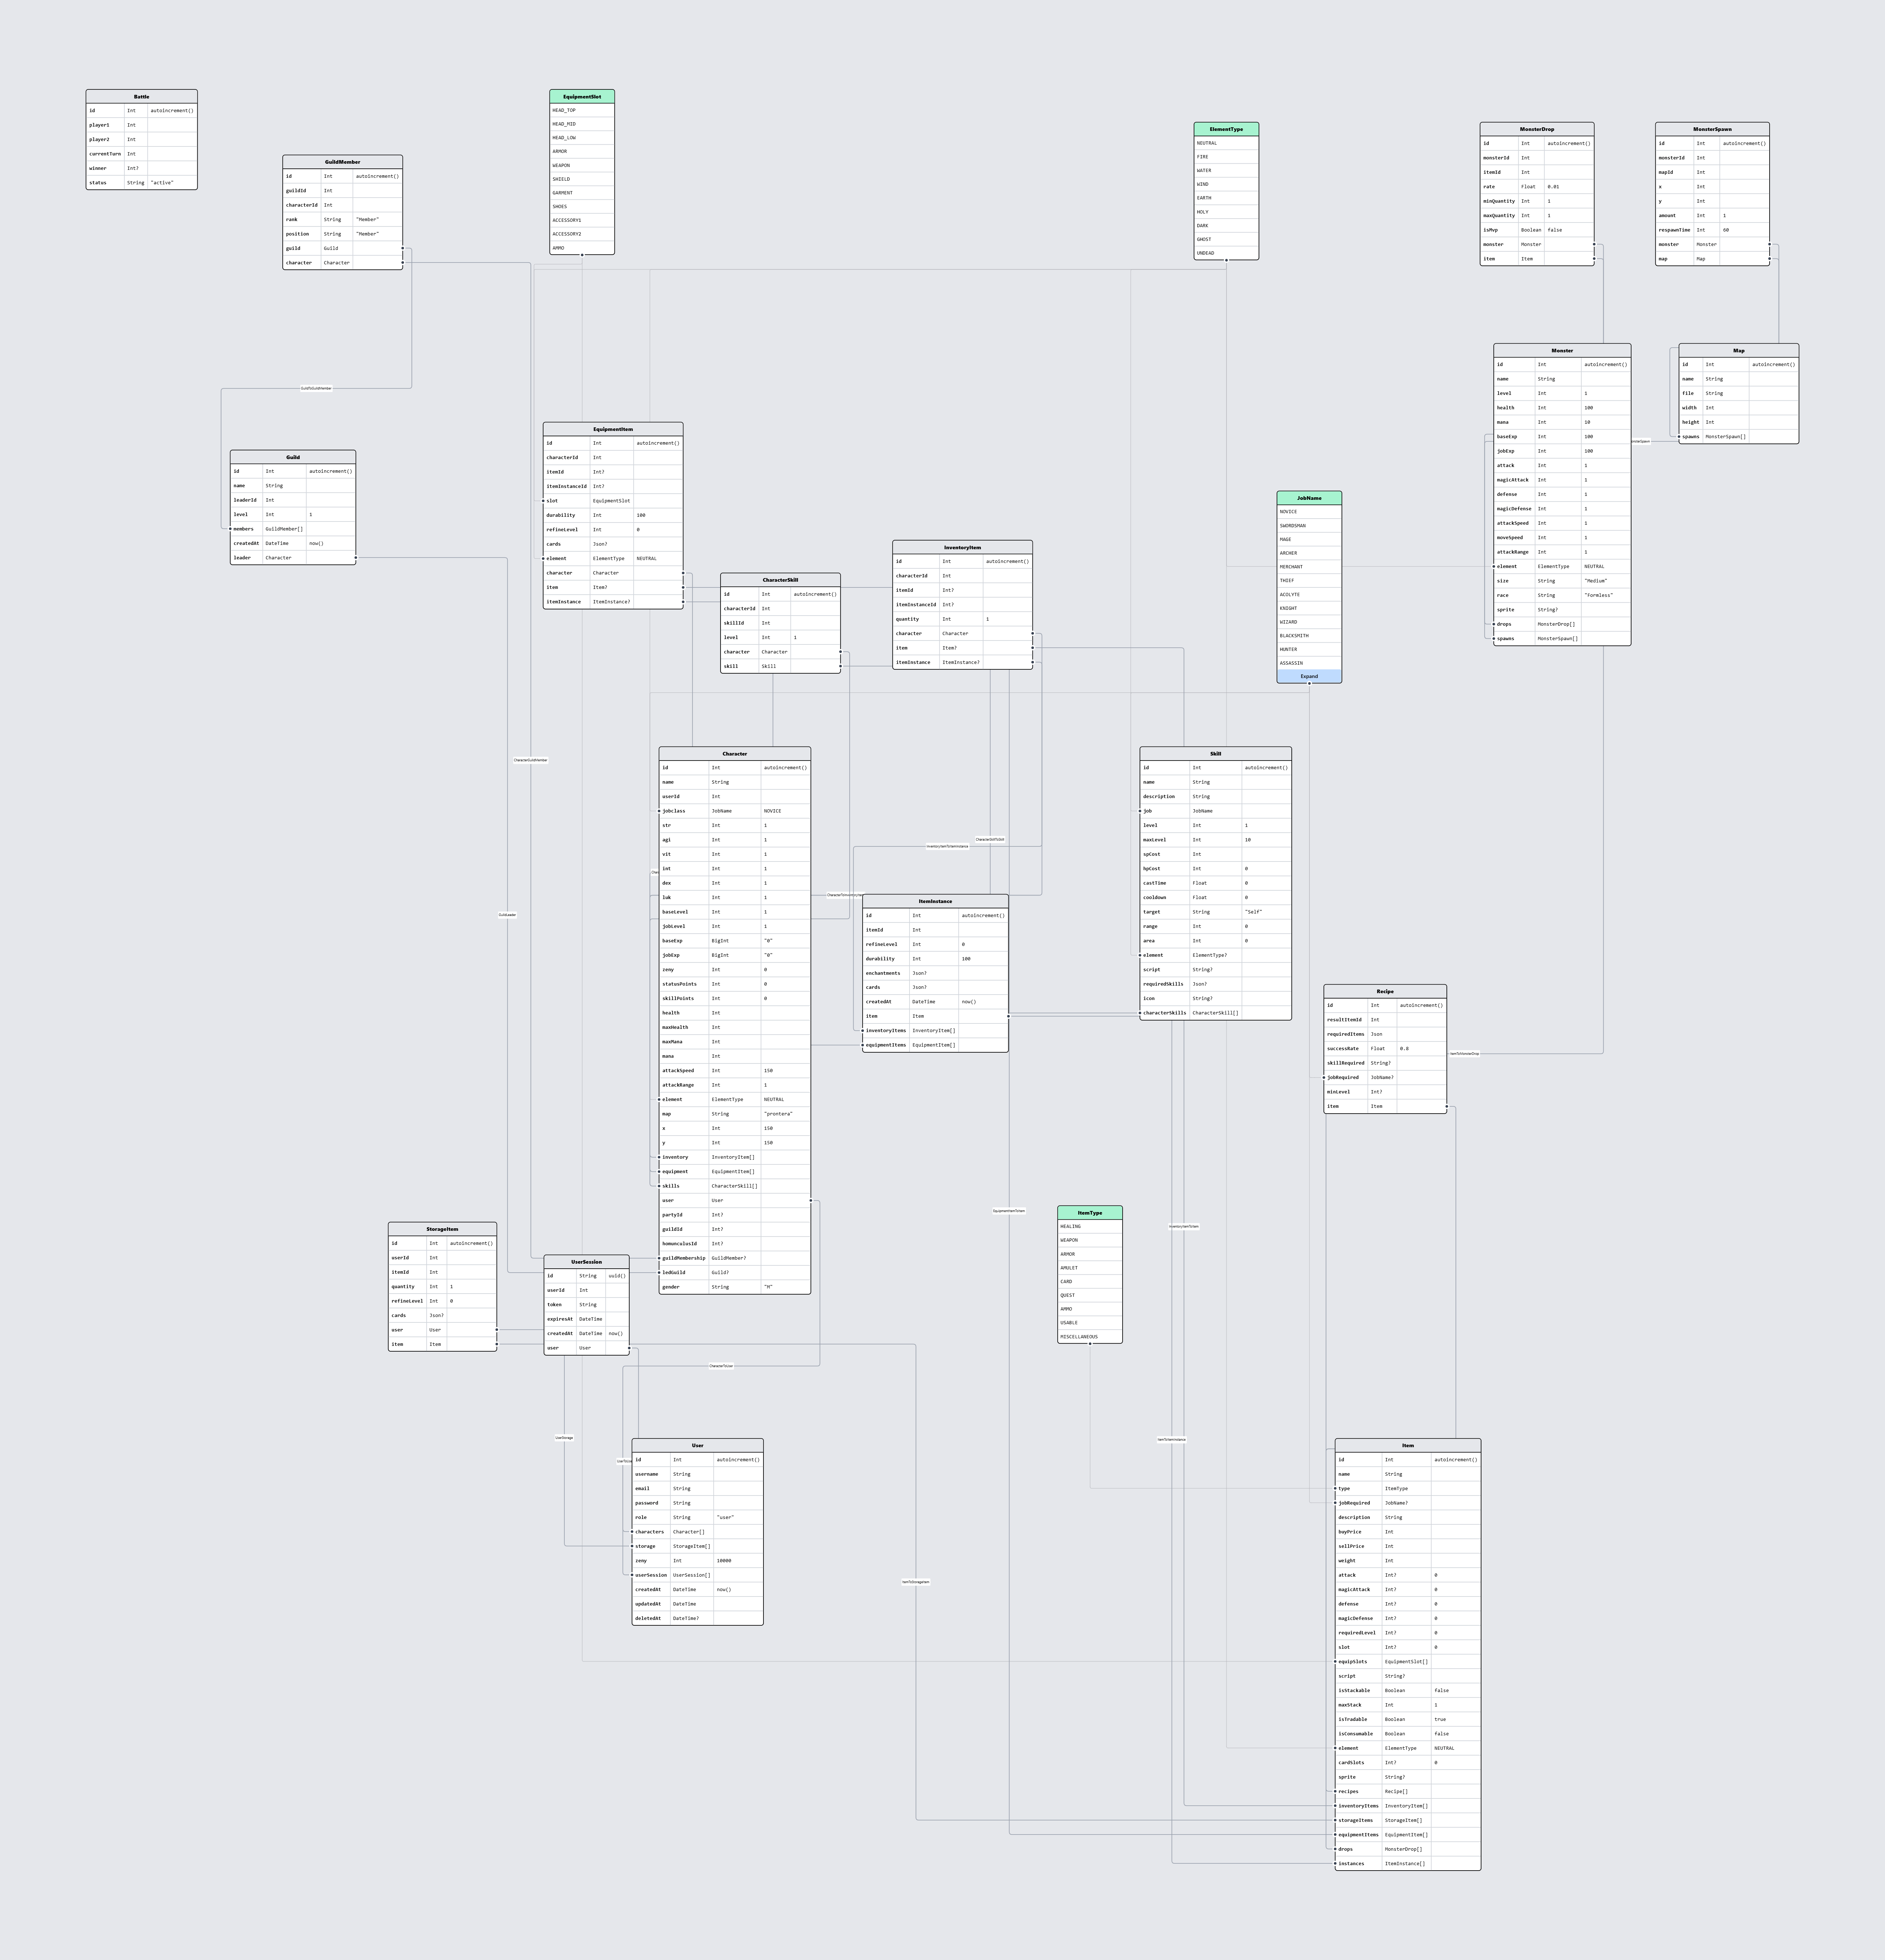 Battle
id Int autoincrement()
player1 Int
player2 Int
currentTurn Int
winner Int?
status String "active"
EquipmentSlot
HEAD_TOP
HEAD_MID
HEAD_LOW
ARMOR
WEAPON
SHIELD
GARMENT
SHOES
ACCESSORY1
ACCESSORY2
AMMO
ElementType
NEUTRAL
FIRE
WATER
WIND
EARTH
HOLY
DARK
GHOST
UNDEAD
MonsterDrop
id Int autoincrement()
monsterId Int
itemId Int
rate Float 0.01
minQuantity Int 1
maxQuantity Int 1
isMvp Boolean false
monster Monster
item Item
MonsterSpawn
id Int autoincrement()
monsterId Int
mapId Int
x Int
y Int
amount Int 1
respawnTime Int 60
monster Monster
map Map
GuildMember
id Int autoincrement()
guildId Int
characterId Int
rank String "Member"
position String "Member"
guild Guild
character Character
GuildToGuildMember
Monster
id Int autoincrement()
name String
level Int 1
health Int 100
mana Int 10
baseExp Int 100
jobExp Int 100
attack Int 1
magicAttack Int 1
defense Int 1
magicDefense Int 1
attackSpeed Int 1
moveSpeed Int 1
attackRange Int 1
element ElementType NEUTRAL
size String "Medium"
race String "Formless"
sprite String?
drops MonsterDrop[]
spawns MonsterSpawn[]
Map
id Int autoincrement()
name String
file String
width Int
height Int
spawns MonsterSpawn[]
EquipmentItem
id Int autoincrement()
characterId Int
itemId Int?
itemInstanceId Int?
slot EquipmentSlot
durability Int 100
refineLevel Int 0
cards Json?
element ElementType NEUTRAL
character Character
item Item?
itemInstance ItemInstance?
Guild
id Int autoincrement()
name String
leaderId Int
level Int 1
members GuildMember[]
createdAt DateTime now()
leader Character
JobName
NOVICE
SWORDSMAN
MAGE
ARCHER
MERCHANT
THIEF
ACOLYTE
KNIGHT
WIZARD
BLACKSMITH
HUNTER
ASSASSIN
Expand
InventoryItem
id Int autoincrement()
characterId Int
itemId Int?
itemInstanceId Int?
quantity Int 1
character Character
item Item?
itemInstance ItemInstance?
CharacterSkill
id Int autoincrement()
characterId Int
skillId Int
level Int 1
character Character
skill Skill
CharacterGuildMember
Character
id Int autoincrement()
name String
userId Int
jobclass JobName NOVICE
str Int 1
agi Int 1
vit Int 1
int Int 1
dex Int 1
luk Int 1
baseLevel Int 1
jobLevel Int 1
baseExp BigInt "0"
jobExp BigInt "0"
zeny Int 0
statusPoints Int 0
skillPoints Int 0
health Int
maxHealth Int
maxMana Int
mana Int
attackSpeed Int 150
attackRange Int 1
element ElementType NEUTRAL
map String "prontera"
x Int 150
y Int 150
inventory InventoryItem[]
equipment EquipmentItem[]
skills CharacterSkill[]
user User
partyId Int?
guildId Int?
homunculusId Int?
guildMembership GuildMember?
ledGuild Guild?
gender String "M"
Skill
id Int autoincrement()
name String
description String
job JobName
level Int 1
maxLevel Int 10
spCost Int
hpCost Int 0
castTime Float 0
cooldown Float 0
target String "Self"
range Int 0
area Int 0
element ElementType?
script String?
requiredSkills Json?
icon String?
characterSkills CharacterSkill[]
CharacterSkillToSkill
InventoryItemToItemInstance
GuildLeader
ItemInstance
id Int autoincrement()
itemId Int
refineLevel Int 0
durability Int 100
enchantments Json?
cards Json?
createdAt DateTime now()
item Item
inventoryItems InventoryItem[]
equipmentItems EquipmentItem[]
Recipe
id Int autoincrement()
resultItemId Int
requiredItems Json
successRate Float 0.8
skillRequired String?
jobRequired JobName?
minLevel Int?
item Item
ItemToMonsterDrop
EquipmentItemToItem
InventoryItemToItem
ItemType
HEALING
WEAPON
ARMOR
AMULET
CARD
QUEST
AMMO
USABLE
MISCELLANEOUS
StorageItem
id Int autoincrement()
userId Int
itemId Int
quantity Int 1
refineLevel Int 0
cards Json?
user User
item Item
UserSession
id String uuid()
userId Int
token String
expiresAt DateTime
createdAt DateTime now()
user User
CharacterToUser
UserStorage
ItemToItemInstance
User
id Int autoincrement()
username String
email String
password String
role String "user"
characters Character[]
storage StorageItem[]
zeny Int 10000
userSession UserSession[]
createdAt DateTime now()
updatedAt DateTime
deletedAt DateTime?
ItemToStorageItem
Item
id Int autoincrement()
name String
type ItemType
jobRequired JobName?
description String
buyPrice Int
sellPrice Int
weight Int
attack Int? 0
magicAttack Int? 0
defense Int? 0
magicDefense Int? 0
requiredLevel Int? 0
slot Int? 0
equipSlots EquipmentSlot[]
script String?
isStackable Boolean false
maxStack Int 1
isTradable Boolean true
isConsumable Boolean false
element ElementType NEUTRAL
cardSlots Int? 0
sprite String?
recipes Recipe[]
inventoryItems InventoryItem[]
storageItems StorageItem[]
equipmentItems EquipmentItem[]
drops MonsterDrop[]
instances ItemInstance[]